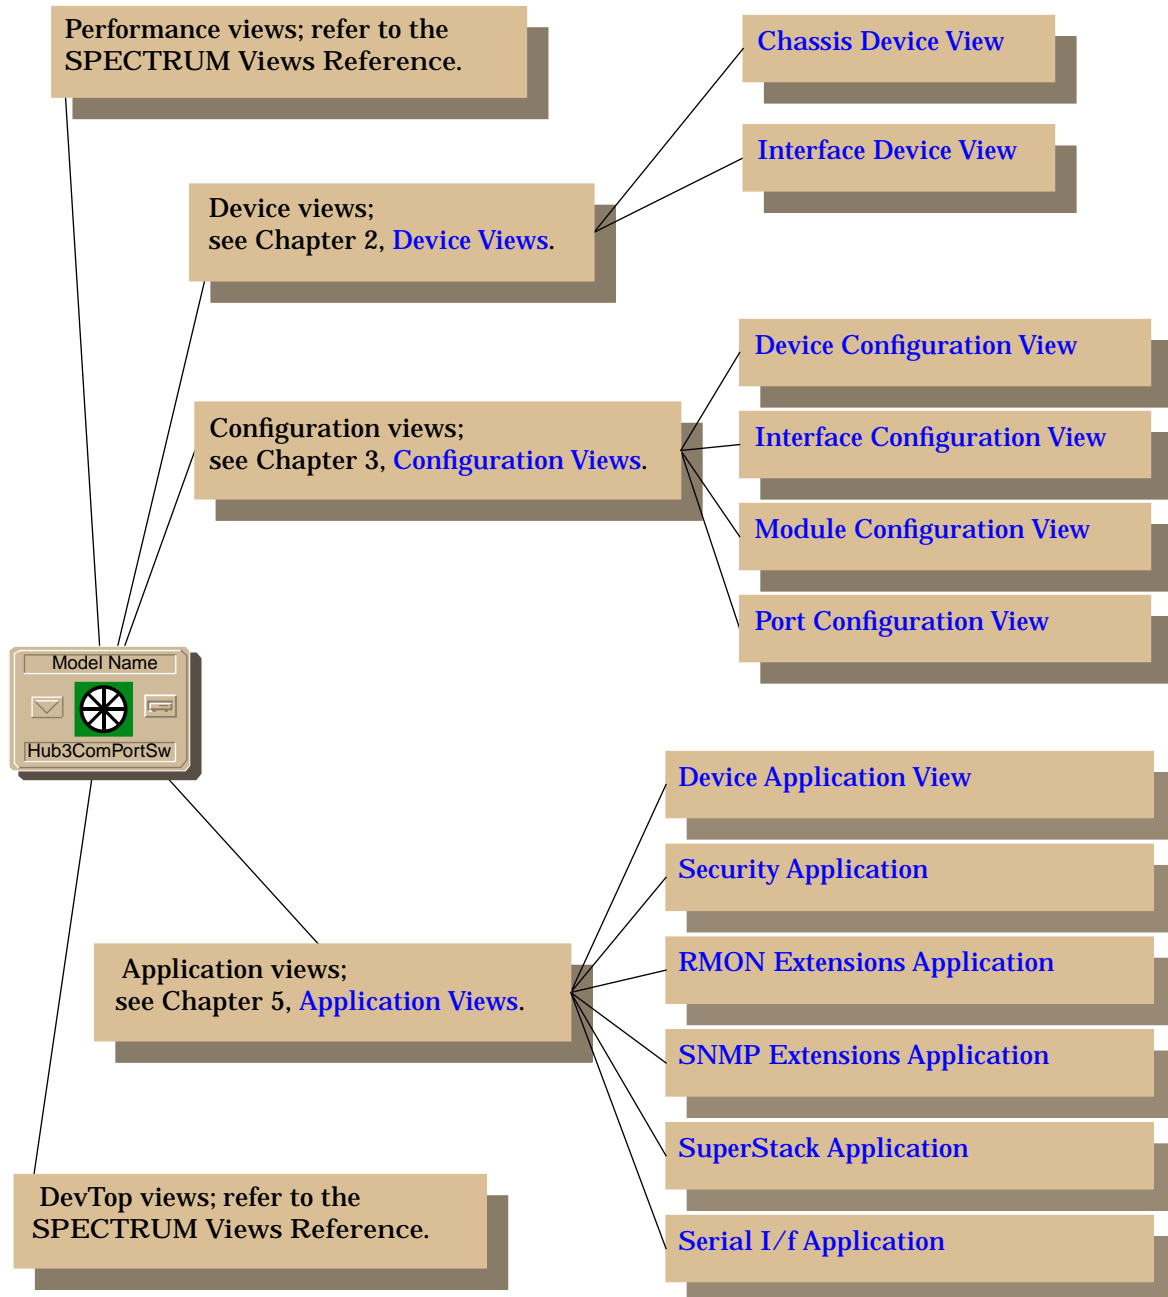 Performance views; refer to the
SPECTRUM Views Reference.
Chassis Device View
Interface Device View
Device views;
see Chapter 2, Device Views.
Device Configuration View
Configuration views;
see Chapter 3, Configuration Views.
Interface Configuration View
Module Configuration View
Port Configuration View
Model Name
Hub3ComPortSw
Device Application View
Security Application
Application views;
see Chapter 5, Application Views.
RMON Extensions Application
SNMP Extensions Application
SuperStack Application
DevTop views; refer to the
SPECTRUM Views Reference.
Serial I/f Application